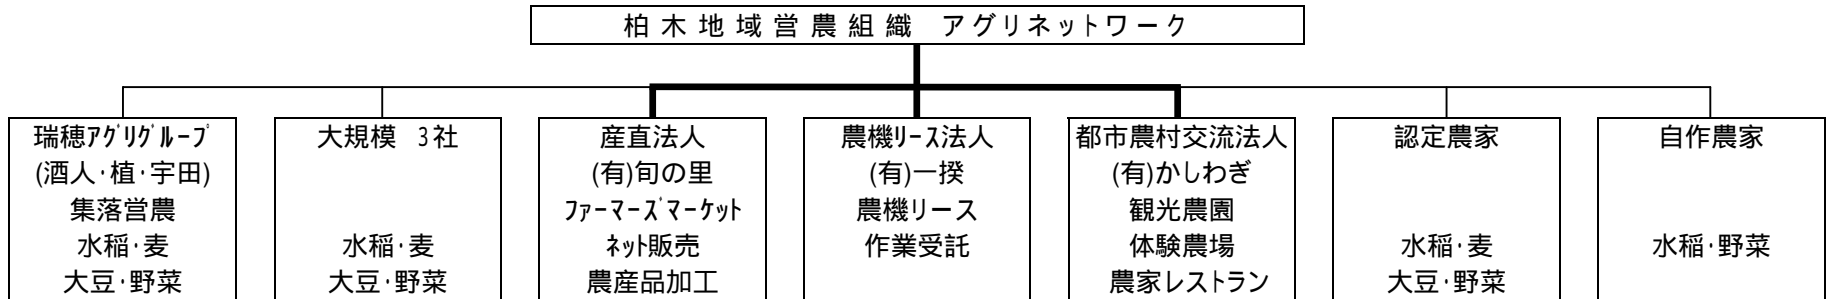 柏木地域営農組織 アグリネットワーク
瑞穂ｱｸﾞﾘｸﾞﾙｰﾌﾟ
(酒人･植･宇田)
集落営農
水稲･麦
大豆･野菜
大規模 3社
水稲･麦
大豆･野菜
産直法人
(有)旬の里
ﾌｧｰﾏｰｽﾞﾏｰｹｯﾄ
ﾈｯﾄ販売
農産品加工
農機ﾘｰｽ法人
(有)一揆
農機リース
作業受託
都市農村交流法人
(有)かしわぎ
観光農園
体験農場
農家レストラン
認定農家
水稲･麦
大豆･野菜
自作農家
水稲･野菜